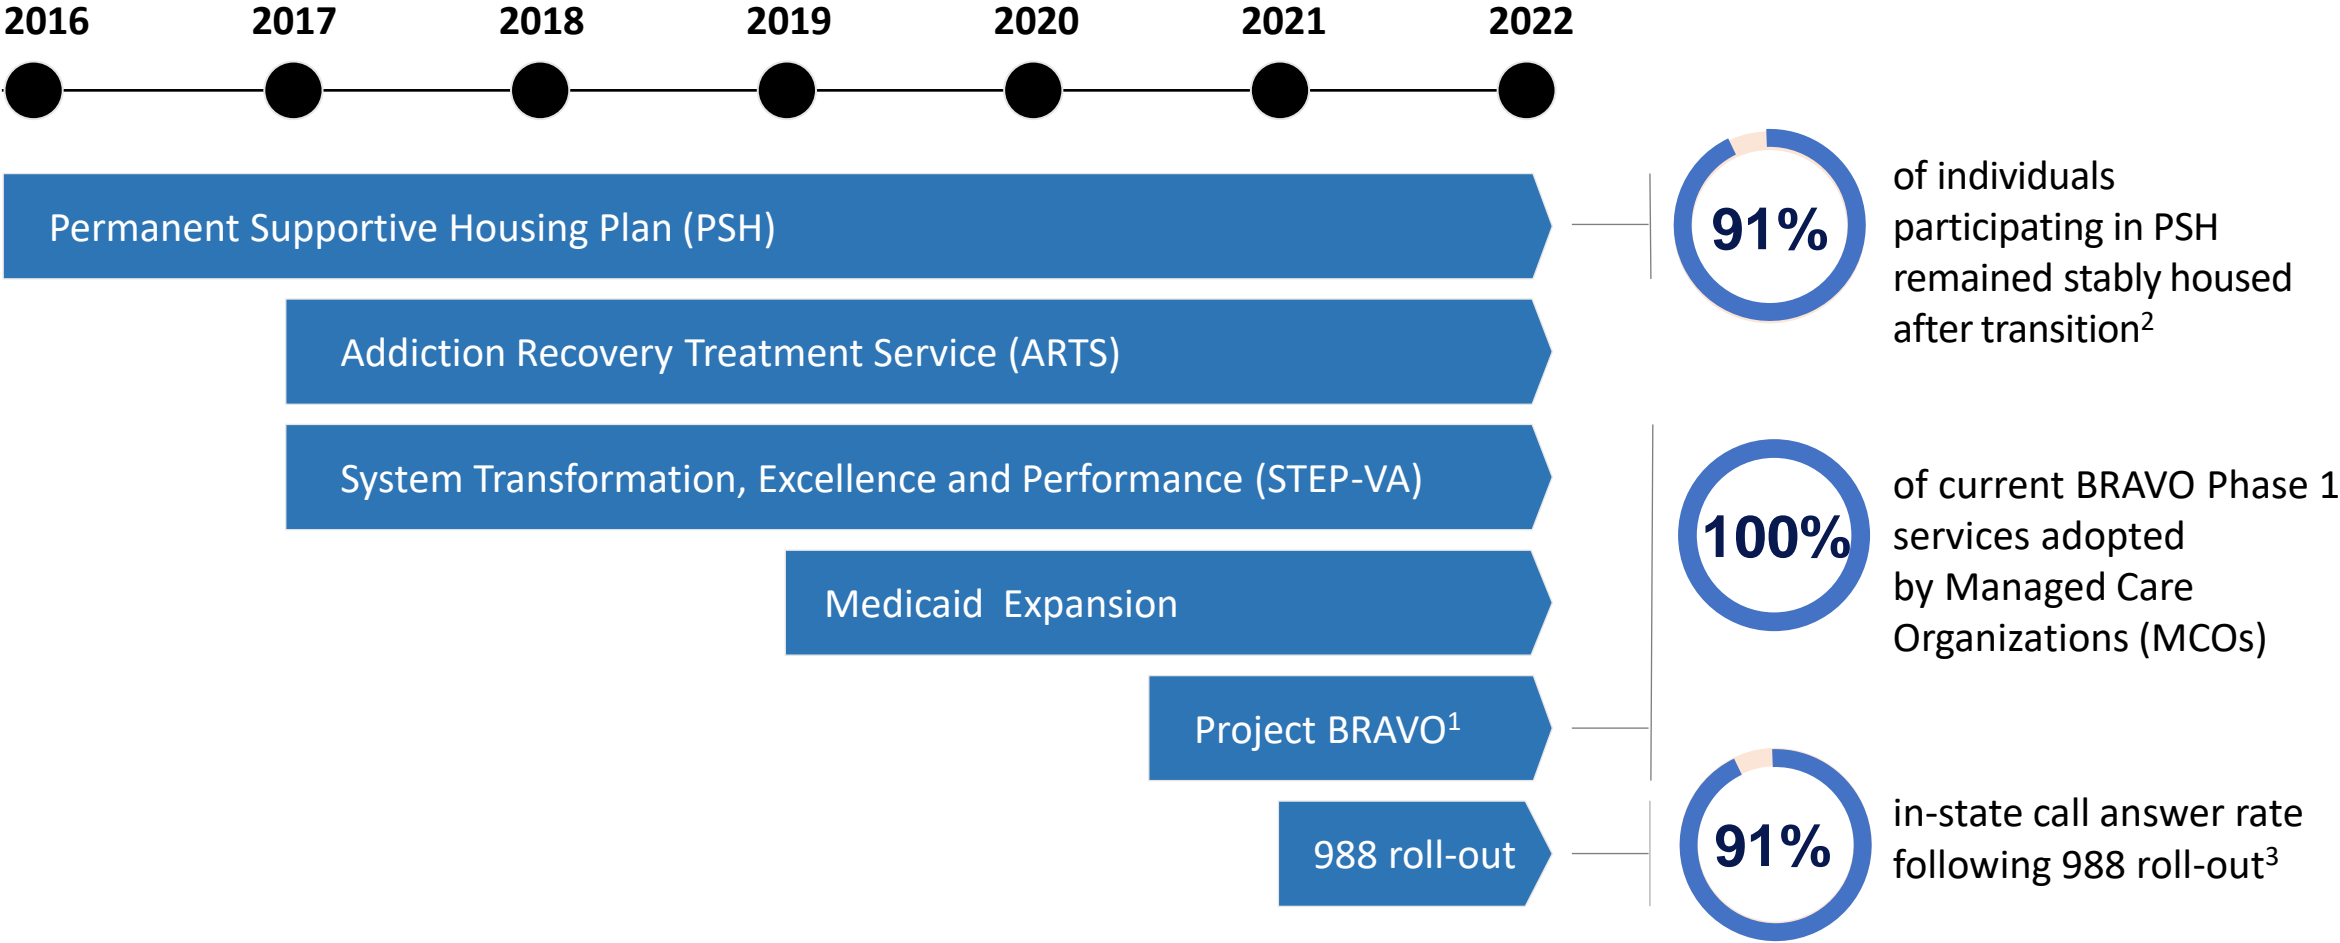 2016 2017 2018 2019 2020 2021 2022
Permanent Supportive Housing Plan (PSH)
91%
of individuals
participating in PSH
remained stably housed
after transition²
Addiction Recovery Treatment Service (ARTS)
System Transformation, Excellence and Performance (STEP-VA)
100%
of current BRAVO Phase 1
services adopted
by Managed Care
Organizations (MCOs)
Medicaid  Expansion
Project BRAVO¹
988 roll-out
91%
in-state call answer rate
following 988 roll-out³